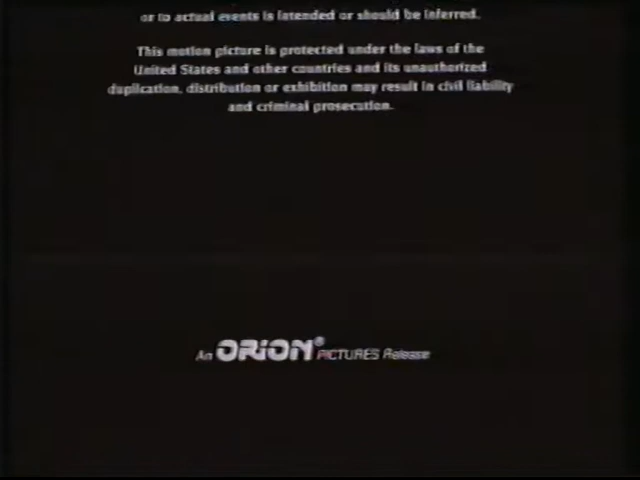 or to actual events is intended or should be inferred.
This motion picture is protected under the laws of the
United States and other countries and its unauthorized
duplication, distribution or exhibition may result in civil liability
and criminal prosecution.
An ORION® PICTURES Release